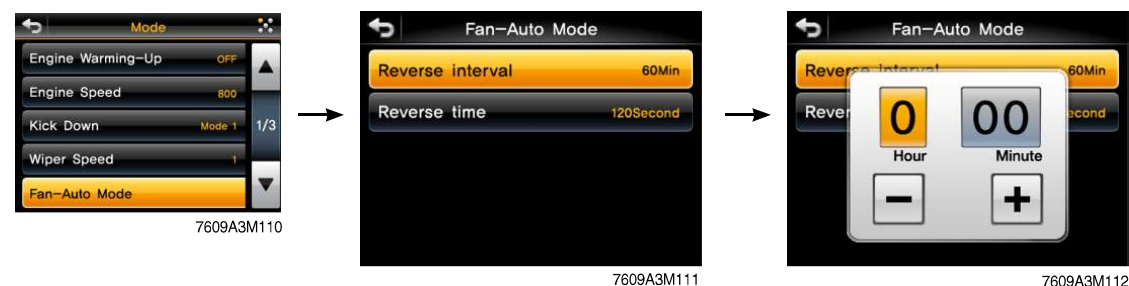 Mode
Engine Warming-Up OFF
Engine Speed 800
Kick Down Mode 1
1/3
Wiper Speed 1
Fan-Auto Mode
7609A3M110
Fan-Auto Mode
Reverse interval 60Min
Reverse time 120Second
7609A3M111
Fan-Auto Mode
Reverse interval 60Min
Rever econd
0 00
Hour Minute
− +
7609A3M112